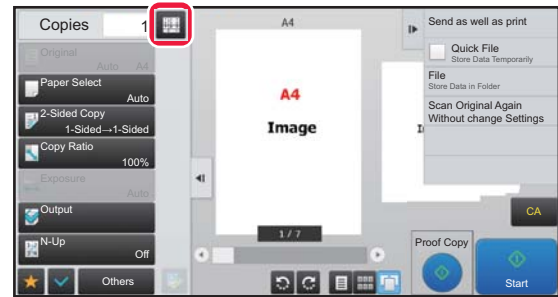 Copies 1
Original
Auto A4
Paper Select
Auto
2-Sided Copy
1-Sided→1-Sided
Copy Ratio
100%
Exposure
Auto
Output
N-Up
Off
Others
A4
A4
Image
1 / 7
Send as well as print
Quick File
Store Data Temporarily
File
Store Data in Folder
Scan Original Again
Without change Settings
CA
Proof Copy
Start